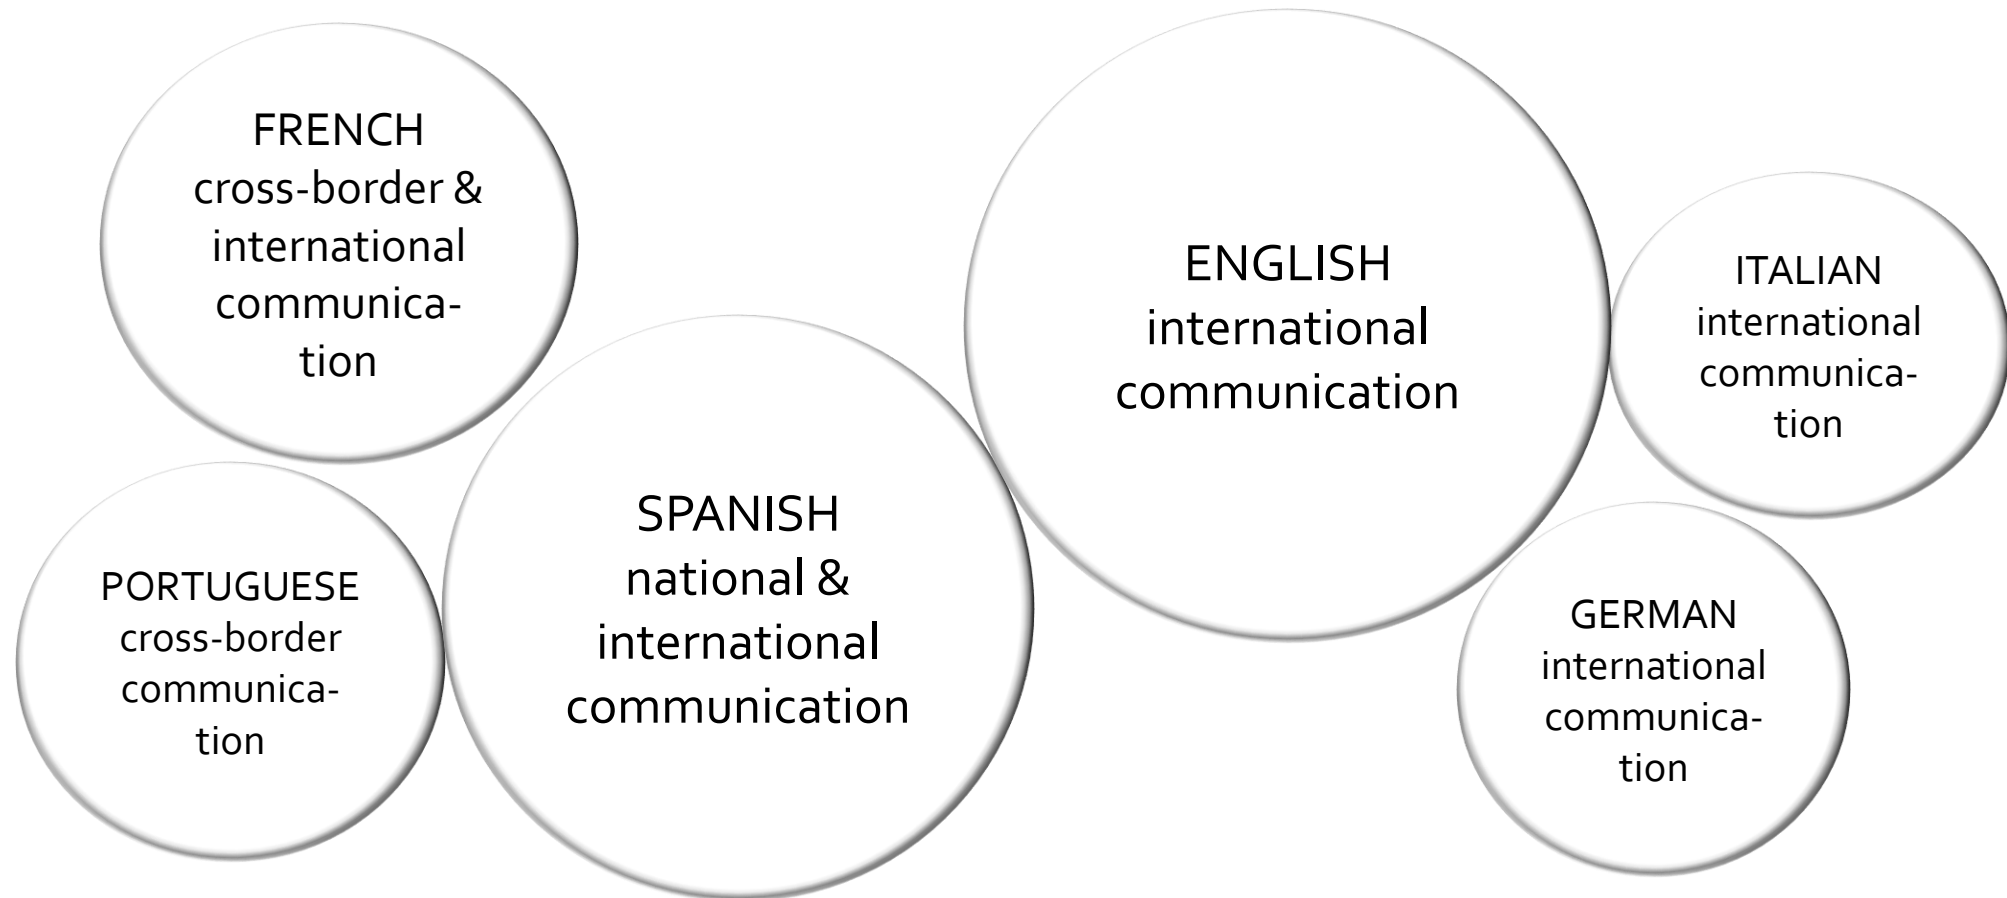 FRENCH
cross-border &
international
communica-
tion
PORTUGUESE
cross-border
communica-
tion
SPANISH
national &
international
communication
ENGLISH
international
communication
ITALIAN
international
communica-
tion
GERMAN
international
communica-
tion